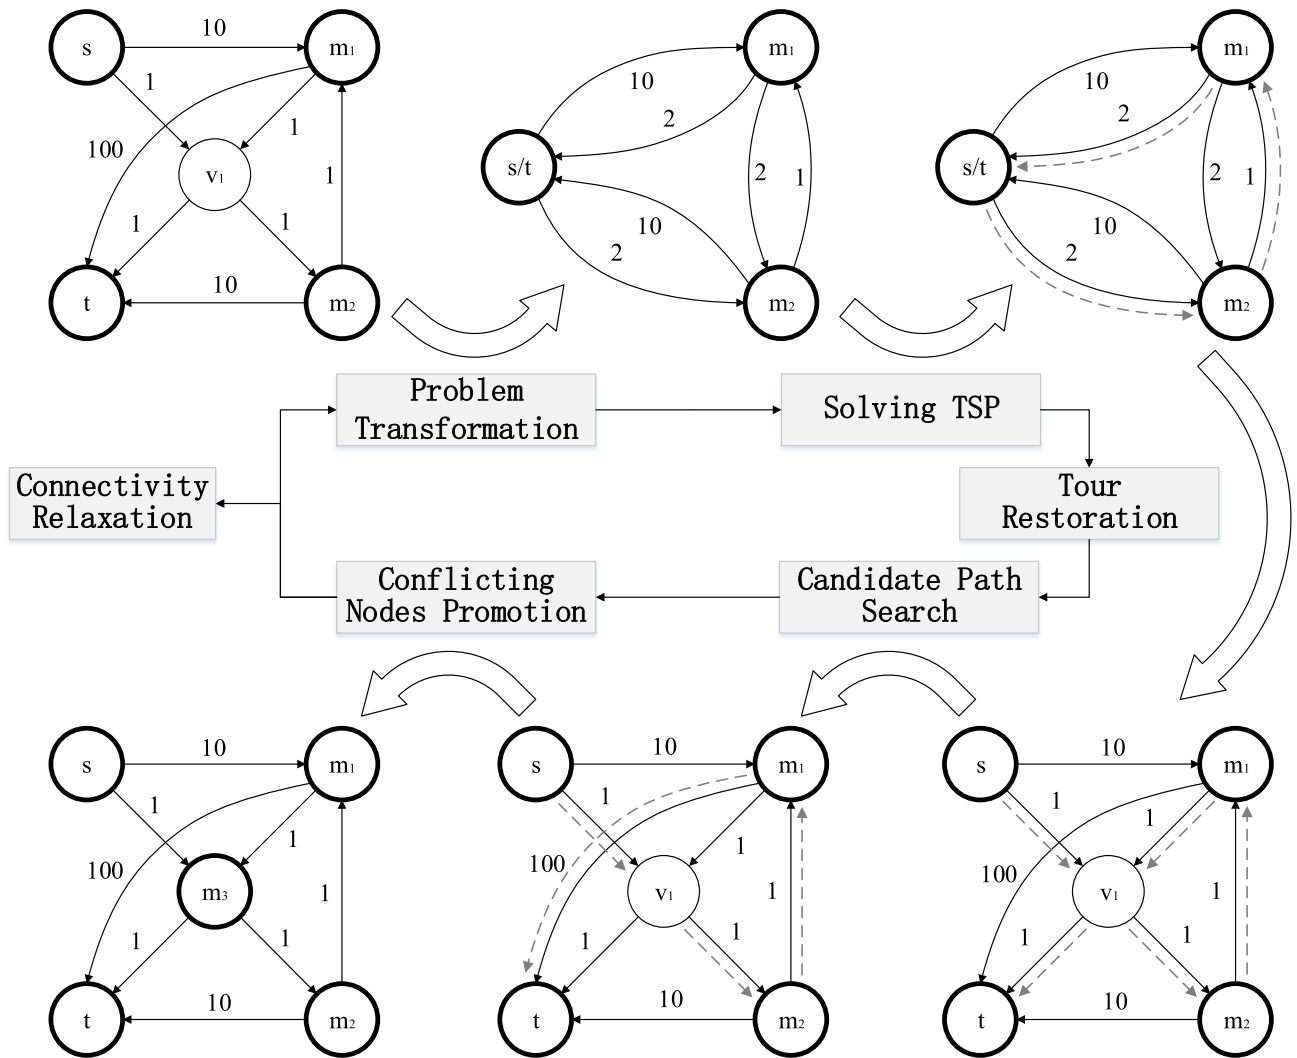 s
10
m1
1
1
100
v1
1
1
1
t
10
m2
m1
10
2
s/t
2
1
10
2
m2
m1
10
2
s/t
2
1
10
2
m2
Problem
Transformation
Solving TSP
Connectivity
Relaxation
Tour
Restoration
Conflicting
Nodes Promotion
Candidate Path
Search
s
10
m1
1
1
100
m3
1
1
1
t
10
m2
s
10
m1
1
1
100
v1
1
1
1
t
10
m2
s
10
m1
1
1
100
v1
1
1
1
t
10
m2